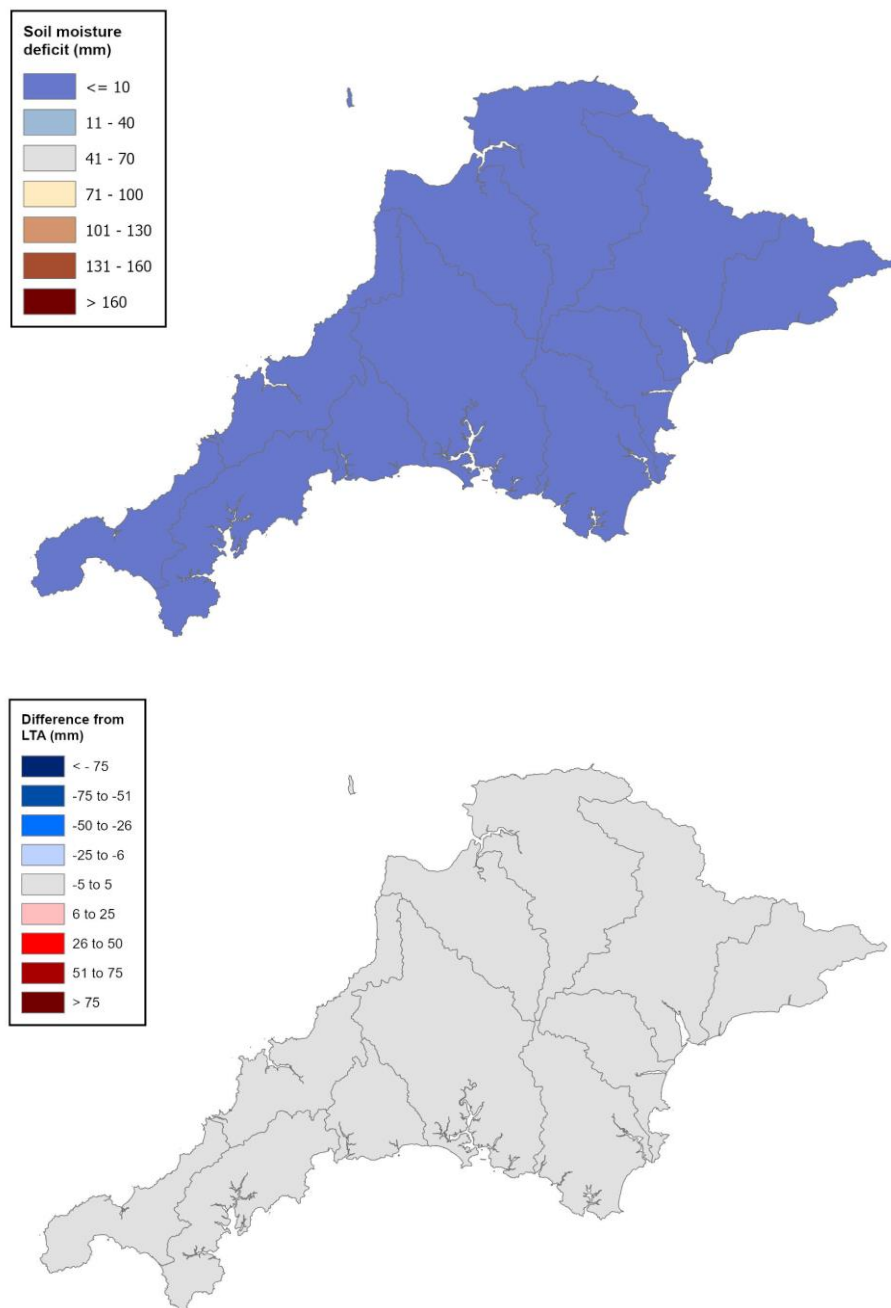 Soil moisture
deficit (mm)
<= 10
11 - 40
41 - 70
71 - 100
101 - 130
131 - 160
> 160
Difference from
LTA (mm)
< - 75
-75 to -51
-50 to -26
-25 to -6
-5 to 5
6 to 25
26 to 50
51 to 75
> 75